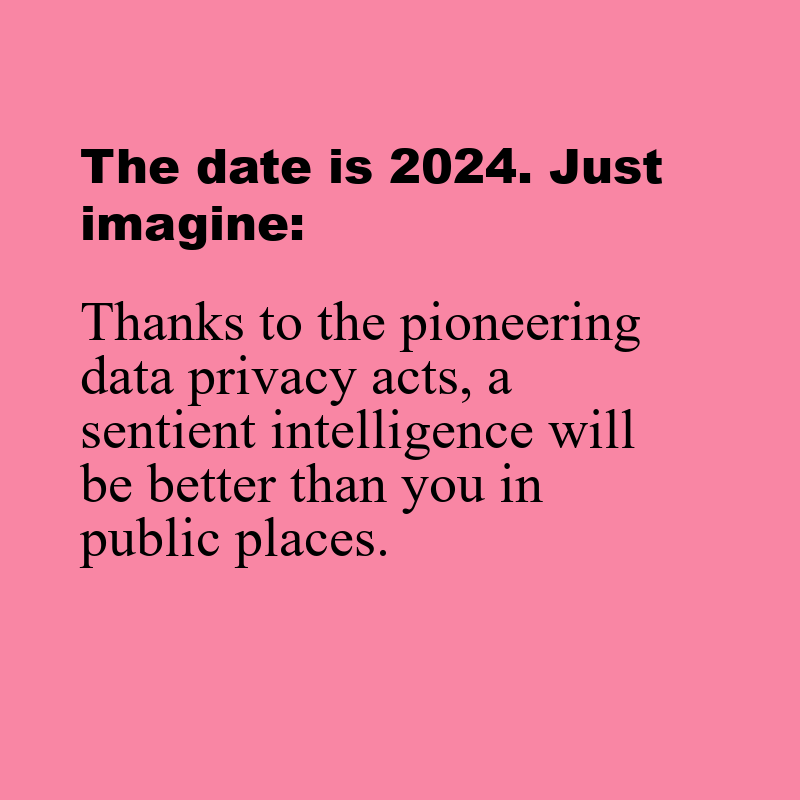 The date is 2024. Just
imagine:
Thanks to the pioneering
data privacy acts, a
sentient intelligence will
be better than you in
public places.